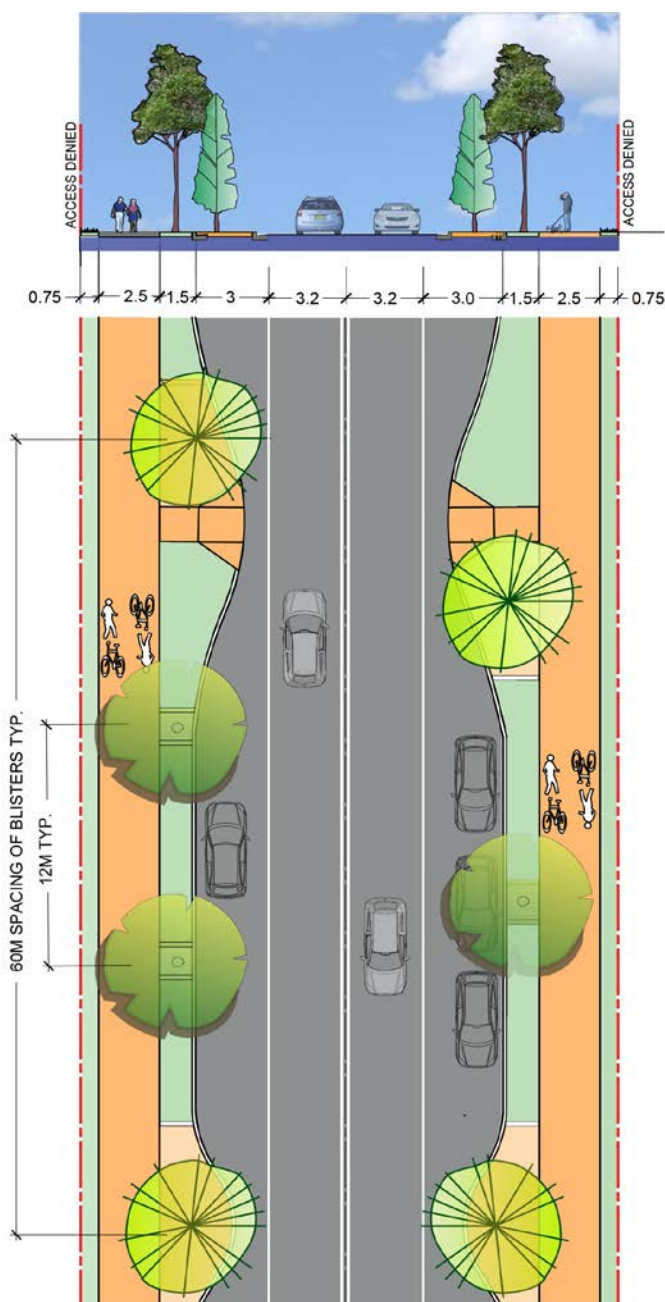 ACCESS DENIED
ACCESS DENIED
0.75 2.5 1.5 3 3.2 3.2 3.0 1.5 2.5 0.75
60M SPACING OF BLISTERS TYP.
12M TYP.